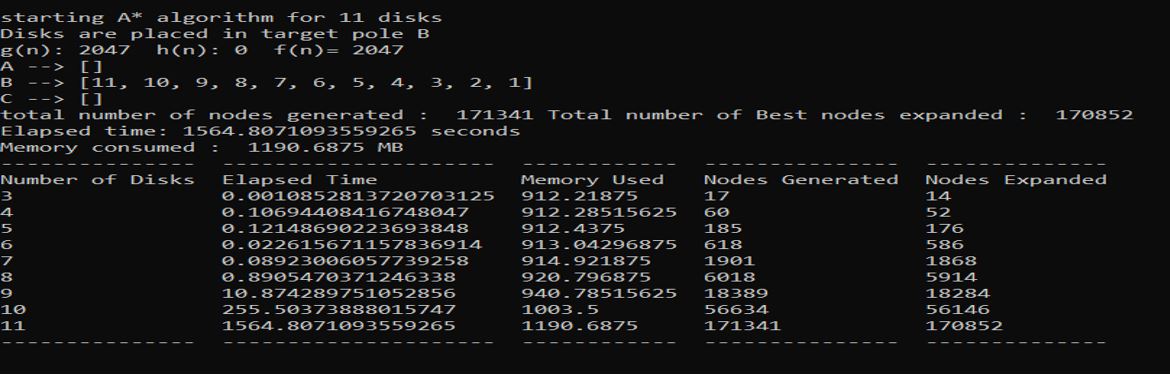 starting A* algorithm for 11 disks
Disks are placed in target pole B
g(n): 2047  h(n): 0  f(n)= 2047
A --> []
B --> [11, 10, 9, 8, 7, 6, 5, 4, 3, 2, 1]
C --> []
total number of nodes generated :  171341 Total number of Best nodes expanded :  170852
Elapsed time: 1564.8071093559265 seconds
Memory consumed :  1190.6875 MB
---------------  ---------------------  ------------  ---------------  --------------
Number of Disks  Elapsed Time  Memory Used  Nodes Generated  Nodes Expanded
3  0.0010852813720703125  912.21875  17  14
4  0.10694408416748047  912.28515625  60  52
5  0.12148690223693848  912.4375  185  176
6  0.022615671157836914  913.04296875  618  586
7  0.08923006057739258  914.921875  1901  1868
8  0.8905470371246338  920.796875  6018  5914
9  10.874289751052856  940.78515625  18389  18284
10  255.50373888015747  1003.5  56634  56146
11  1564.8071093559265  1190.6875  171341  170852
---------------  ---------------------  ------------  ---------------  --------------